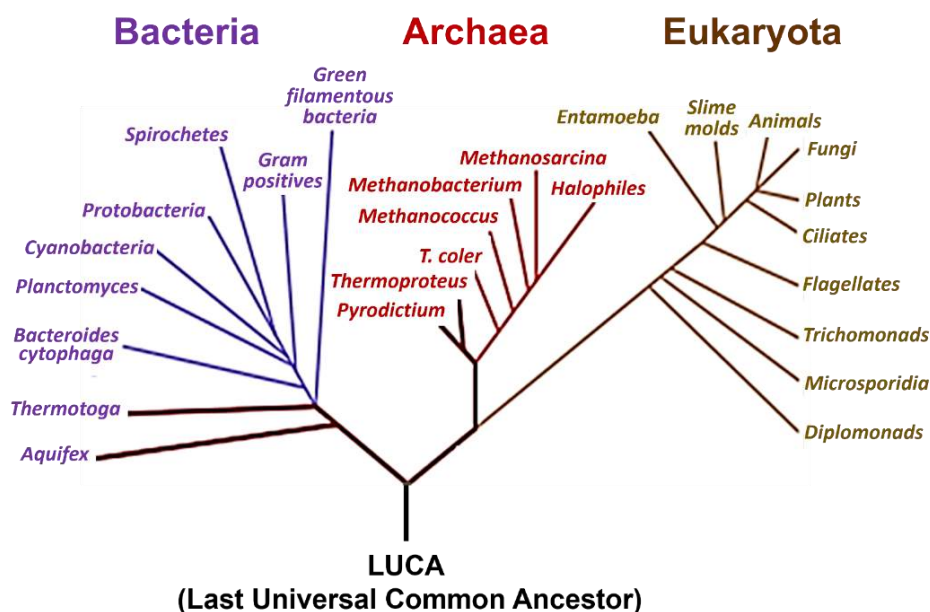 Bacteria
Archaea
Eukaryota
Green
filamentous
bacteria
Spirochetes
Gram
positives
Protobacteria
Cyanobacteria
Planctomyces
Bacteroides
cytophaga
Thermotoga
Aquifex
Methanosarcina
Methanobacterium
Halophiles
Methanococcus
T. coler
Thermoproteus
Pyrodictium
Entamoeba
Slime
molds
Animals
Fungi
Plants
Ciliates
Flagellates
Trichomonads
Microsporidia
Diplomonads
LUCA
(Last Universal Common Ancestor)